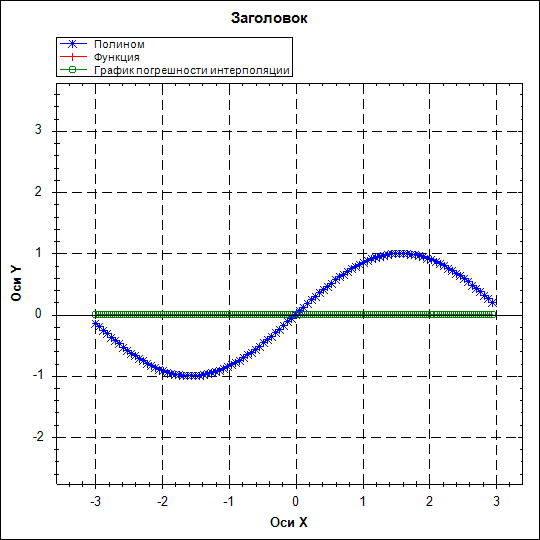 Заголовок
Полином
Функция
График погрешности интерполяции
Оси Y
3
2
1
0
-1
-2
-3 -2 -1 0 1 2 3
Оси X